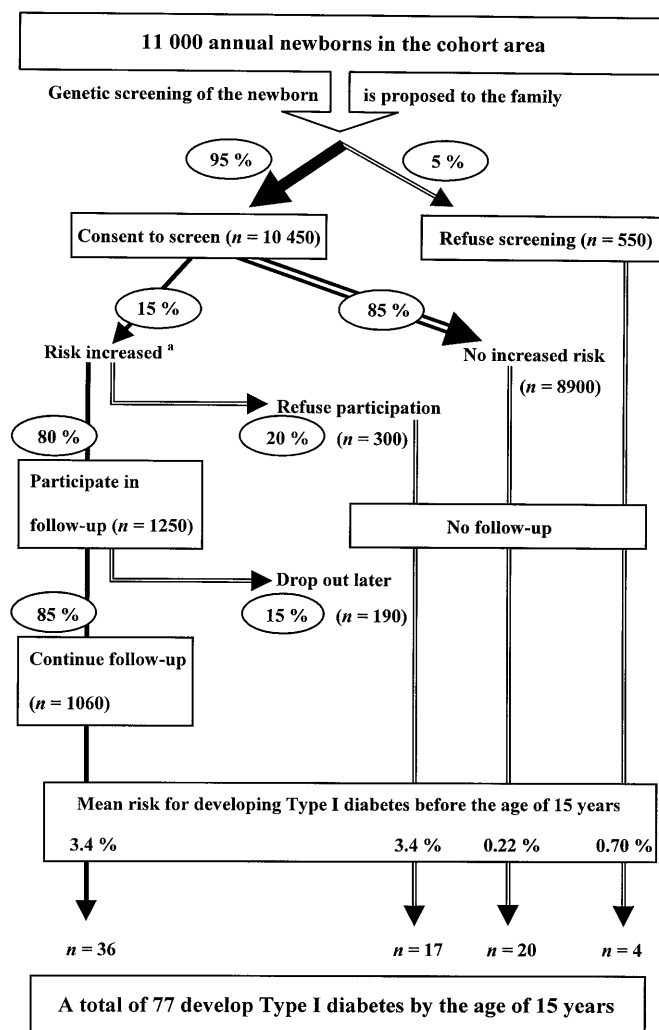 11 000 annual newborns in the cohort area
Genetic screening of the newborn is proposed to the family
95 % 5 %
Consent to screen (n = 10 450) Refuse screening (n = 550)
15 % 85 %
Risk increased a No increased risk
(n = 8900)
Refuse participation
80 % 20 % (n = 300)
Participate in
follow-up (n = 1250) No follow-up
Drop out later
85 % 15 % (n = 190)
Continue follow-up
(n = 1060)
Mean risk for developing Type I diabetes before the age of 15 years
3.4 % 3.4 % 0.22 % 0.70 %
n = 36 n = 17 n = 20 n = 4
A total of 77 develop Type I diabetes by the age of 15 years